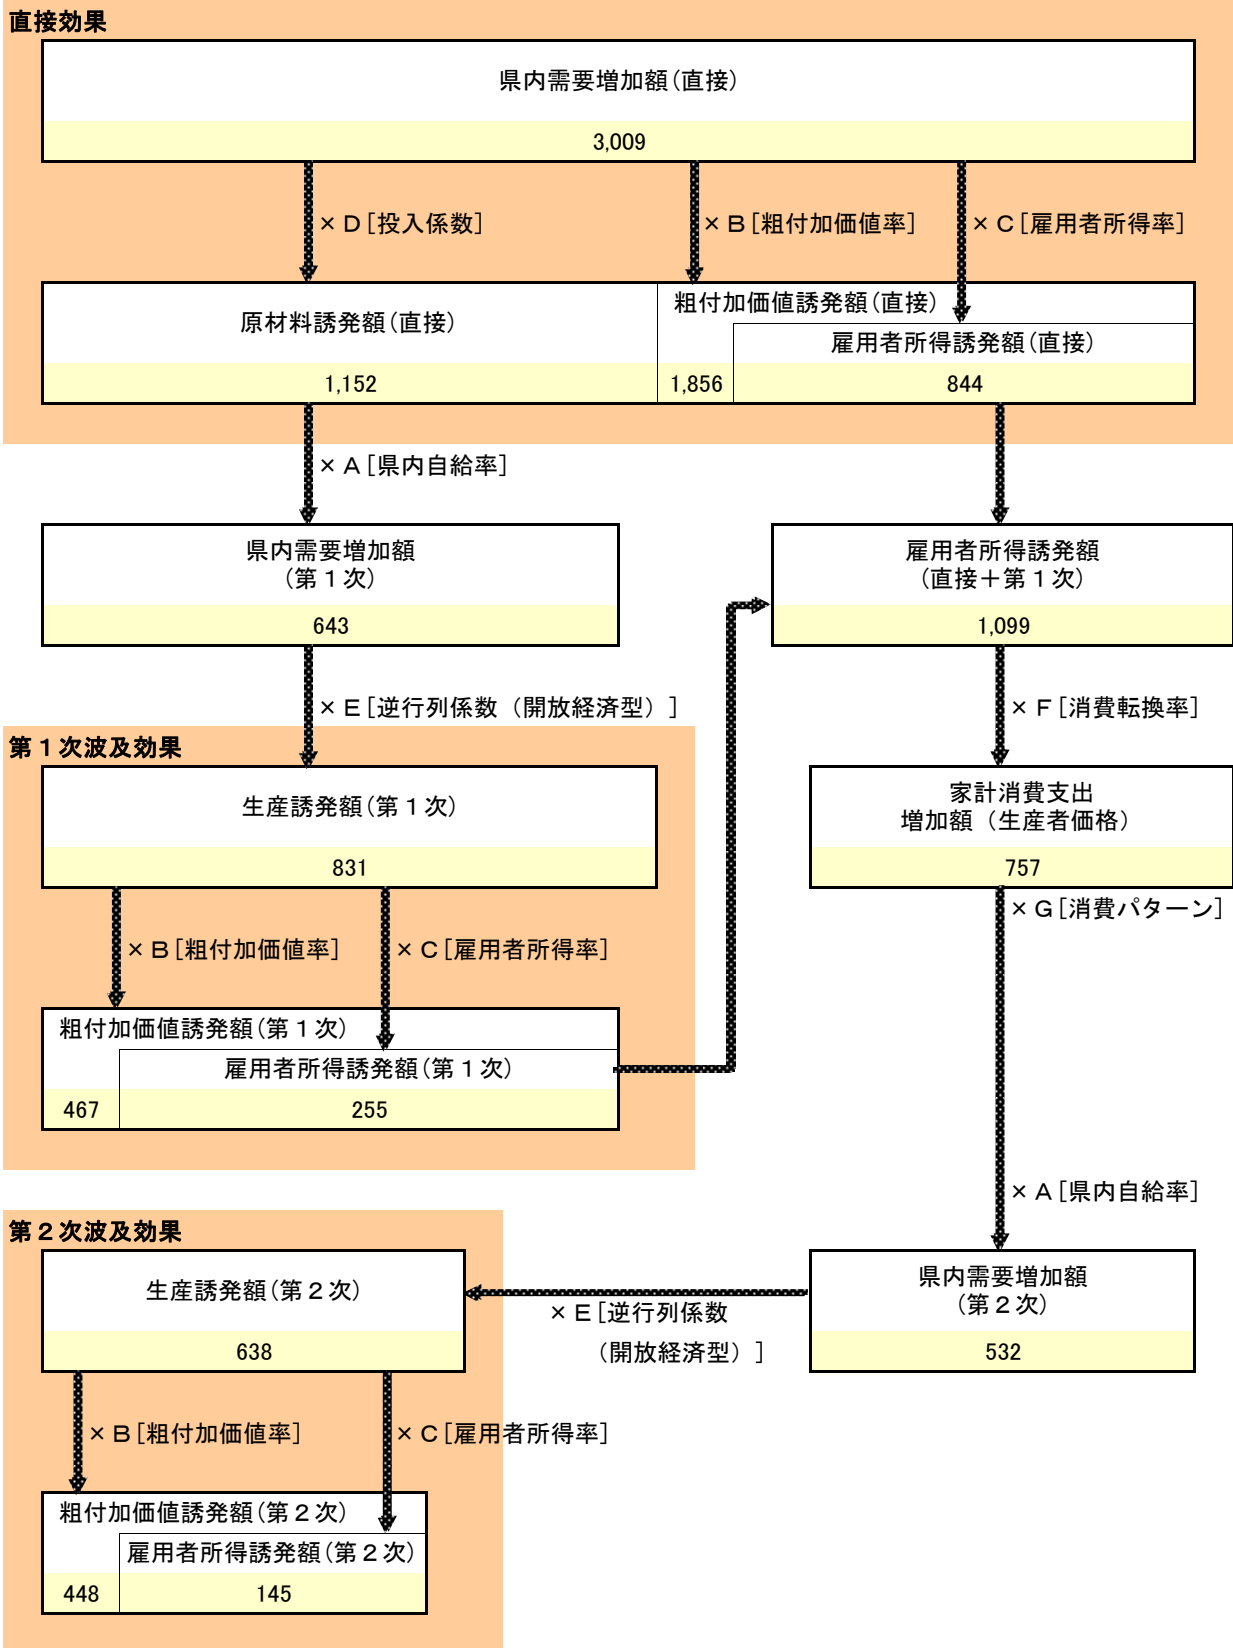 直接効果
県内需要増加額(直接)
3,009
× D[投入係数]
× B[粗付加価値率]
× C[雇用者所得率]
原材料誘発額(直接)
粗付加価値誘発額(直接)
雇用者所得誘発額(直接)
1,152
1,856
844
× A[県内自給率]
県内需要増加額
(第1次)
643
雇用者所得誘発額
(直接+第1次)
1,099
× E[逆行列係数(開放経済型)]
× F[消費転換率]
第1次波及効果
生産誘発額(第1次)
831
家計消費支出
増加額(生産者価格)
757
× G[消費パターン]
× B[粗付加価値率]
× C[雇用者所得率]
粗付加価値誘発額(第1次)
雇用者所得誘発額(第1次)
467
255
× A[県内自給率]
第2次波及効果
生産誘発額(第2次)
638
× E[逆行列係数
(開放経済型)]
県内需要増加額
(第2次)
532
× B[粗付加価値率]
× C[雇用者所得率]
粗付加価値誘発額(第2次)
雇用者所得誘発額(第2次)
448
145